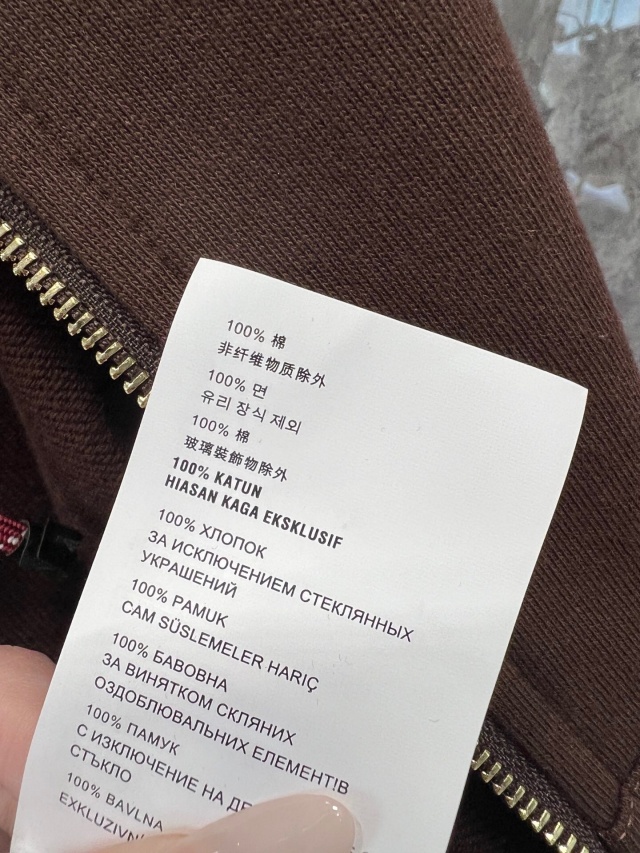 100% 棉
非纤维物质除外
100% 면
유리 장식 제외
100% 棉
玻璃裝飾物除外
100% KATUN
HIASAN KAGA EKSKLUSIF
100% ХЛОПОК
ЗА ИСКЛЮЧЕНИЕМ СТЕКЛЯННЫХ
УКРАШЕНИЙ
100% PAMUK
CAM SÜSLEMELER HARIÇ
100% БАВОВНА
ЗА ВИНЯТКОМ СКЛЯНИХ
ОЗДОБЛЮВАЛЬНИХ ЕЛЕМЕНТ!В
100% ПАМУК
С ИЗКЛЮЧЕНИЕ НА
СТЪКЛО
100% BAVLNA